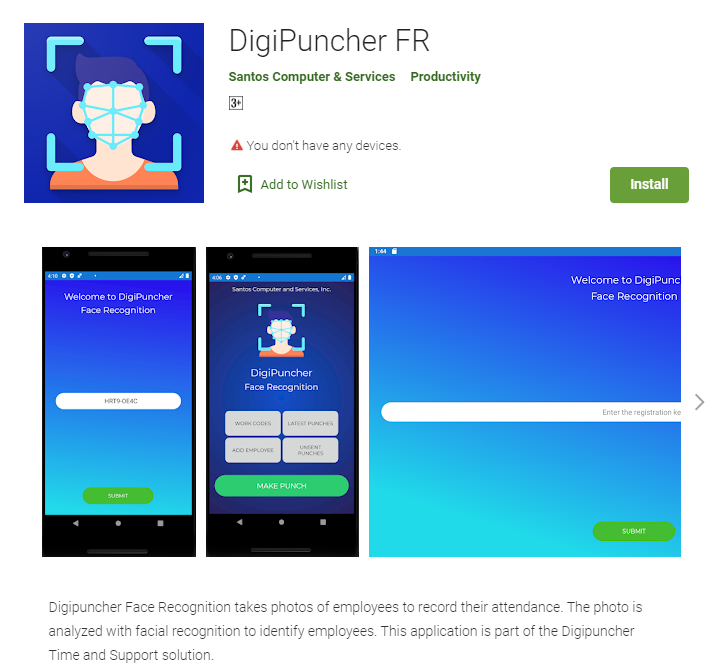 DigiPuncher FR
Santos Computer & Services Productivity
3+
You don't have any devices.
Add to Wishlist
Install
4:10
Welcome to DigiPuncher
Face Recognition
HRT9-OE4C
SUBMIT
4:06
Santos Computer and Services, Inc.
DigiPuncher
Face Recognition
WORK CODES LATEST PUNCHES
ADD EMPLOYEE UNSENT PUNCHES
MAKE PUNCH
1:44
Welcome to DigiPunc
Face Recognition
Enter the registration ke
SUBMIT
Digipuncher Face Recognition takes photos of employees to record their attendance. The photo is
analyzed with facial recognition to identify employees. This application is part of the Digipuncher
Time and Support solution.